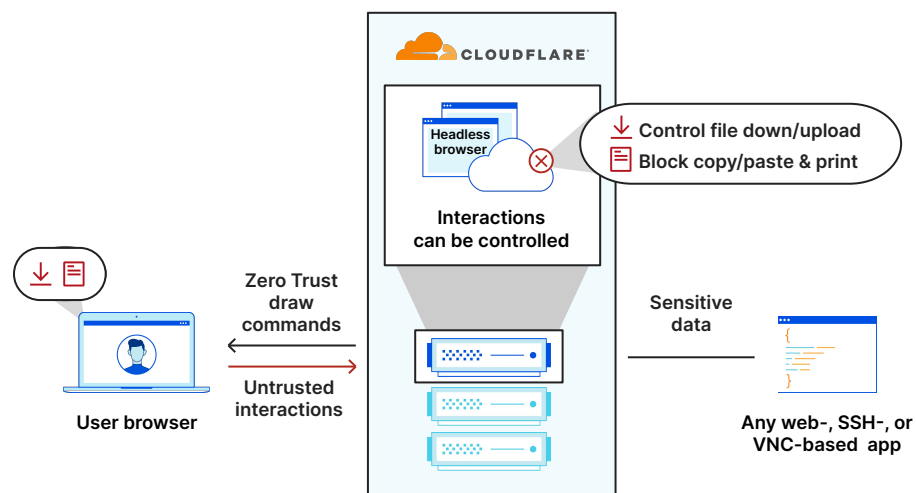 CLOUDFLARE
Headless
browser
Control file down/upload
Block copy/paste & print
Interactions
can be controlled
Zero Trust
draw
commands
Untrusted
interactions
User browser
Sensitive
data
Any web-, SSH-, or
VNC-based app